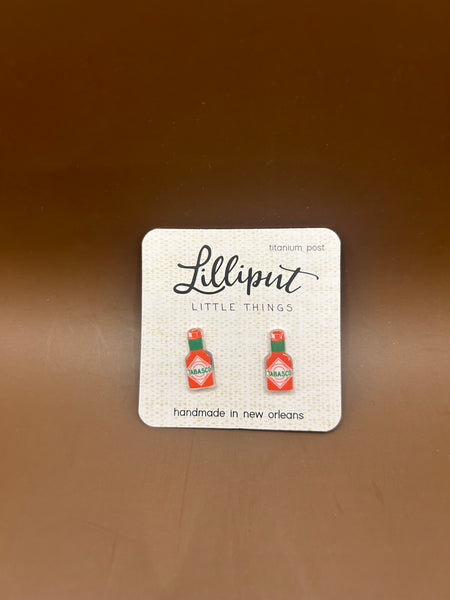 titanium post
Lilliput
LITTLE THINGS
TABASCO
TABASCO
handmade in new orleans